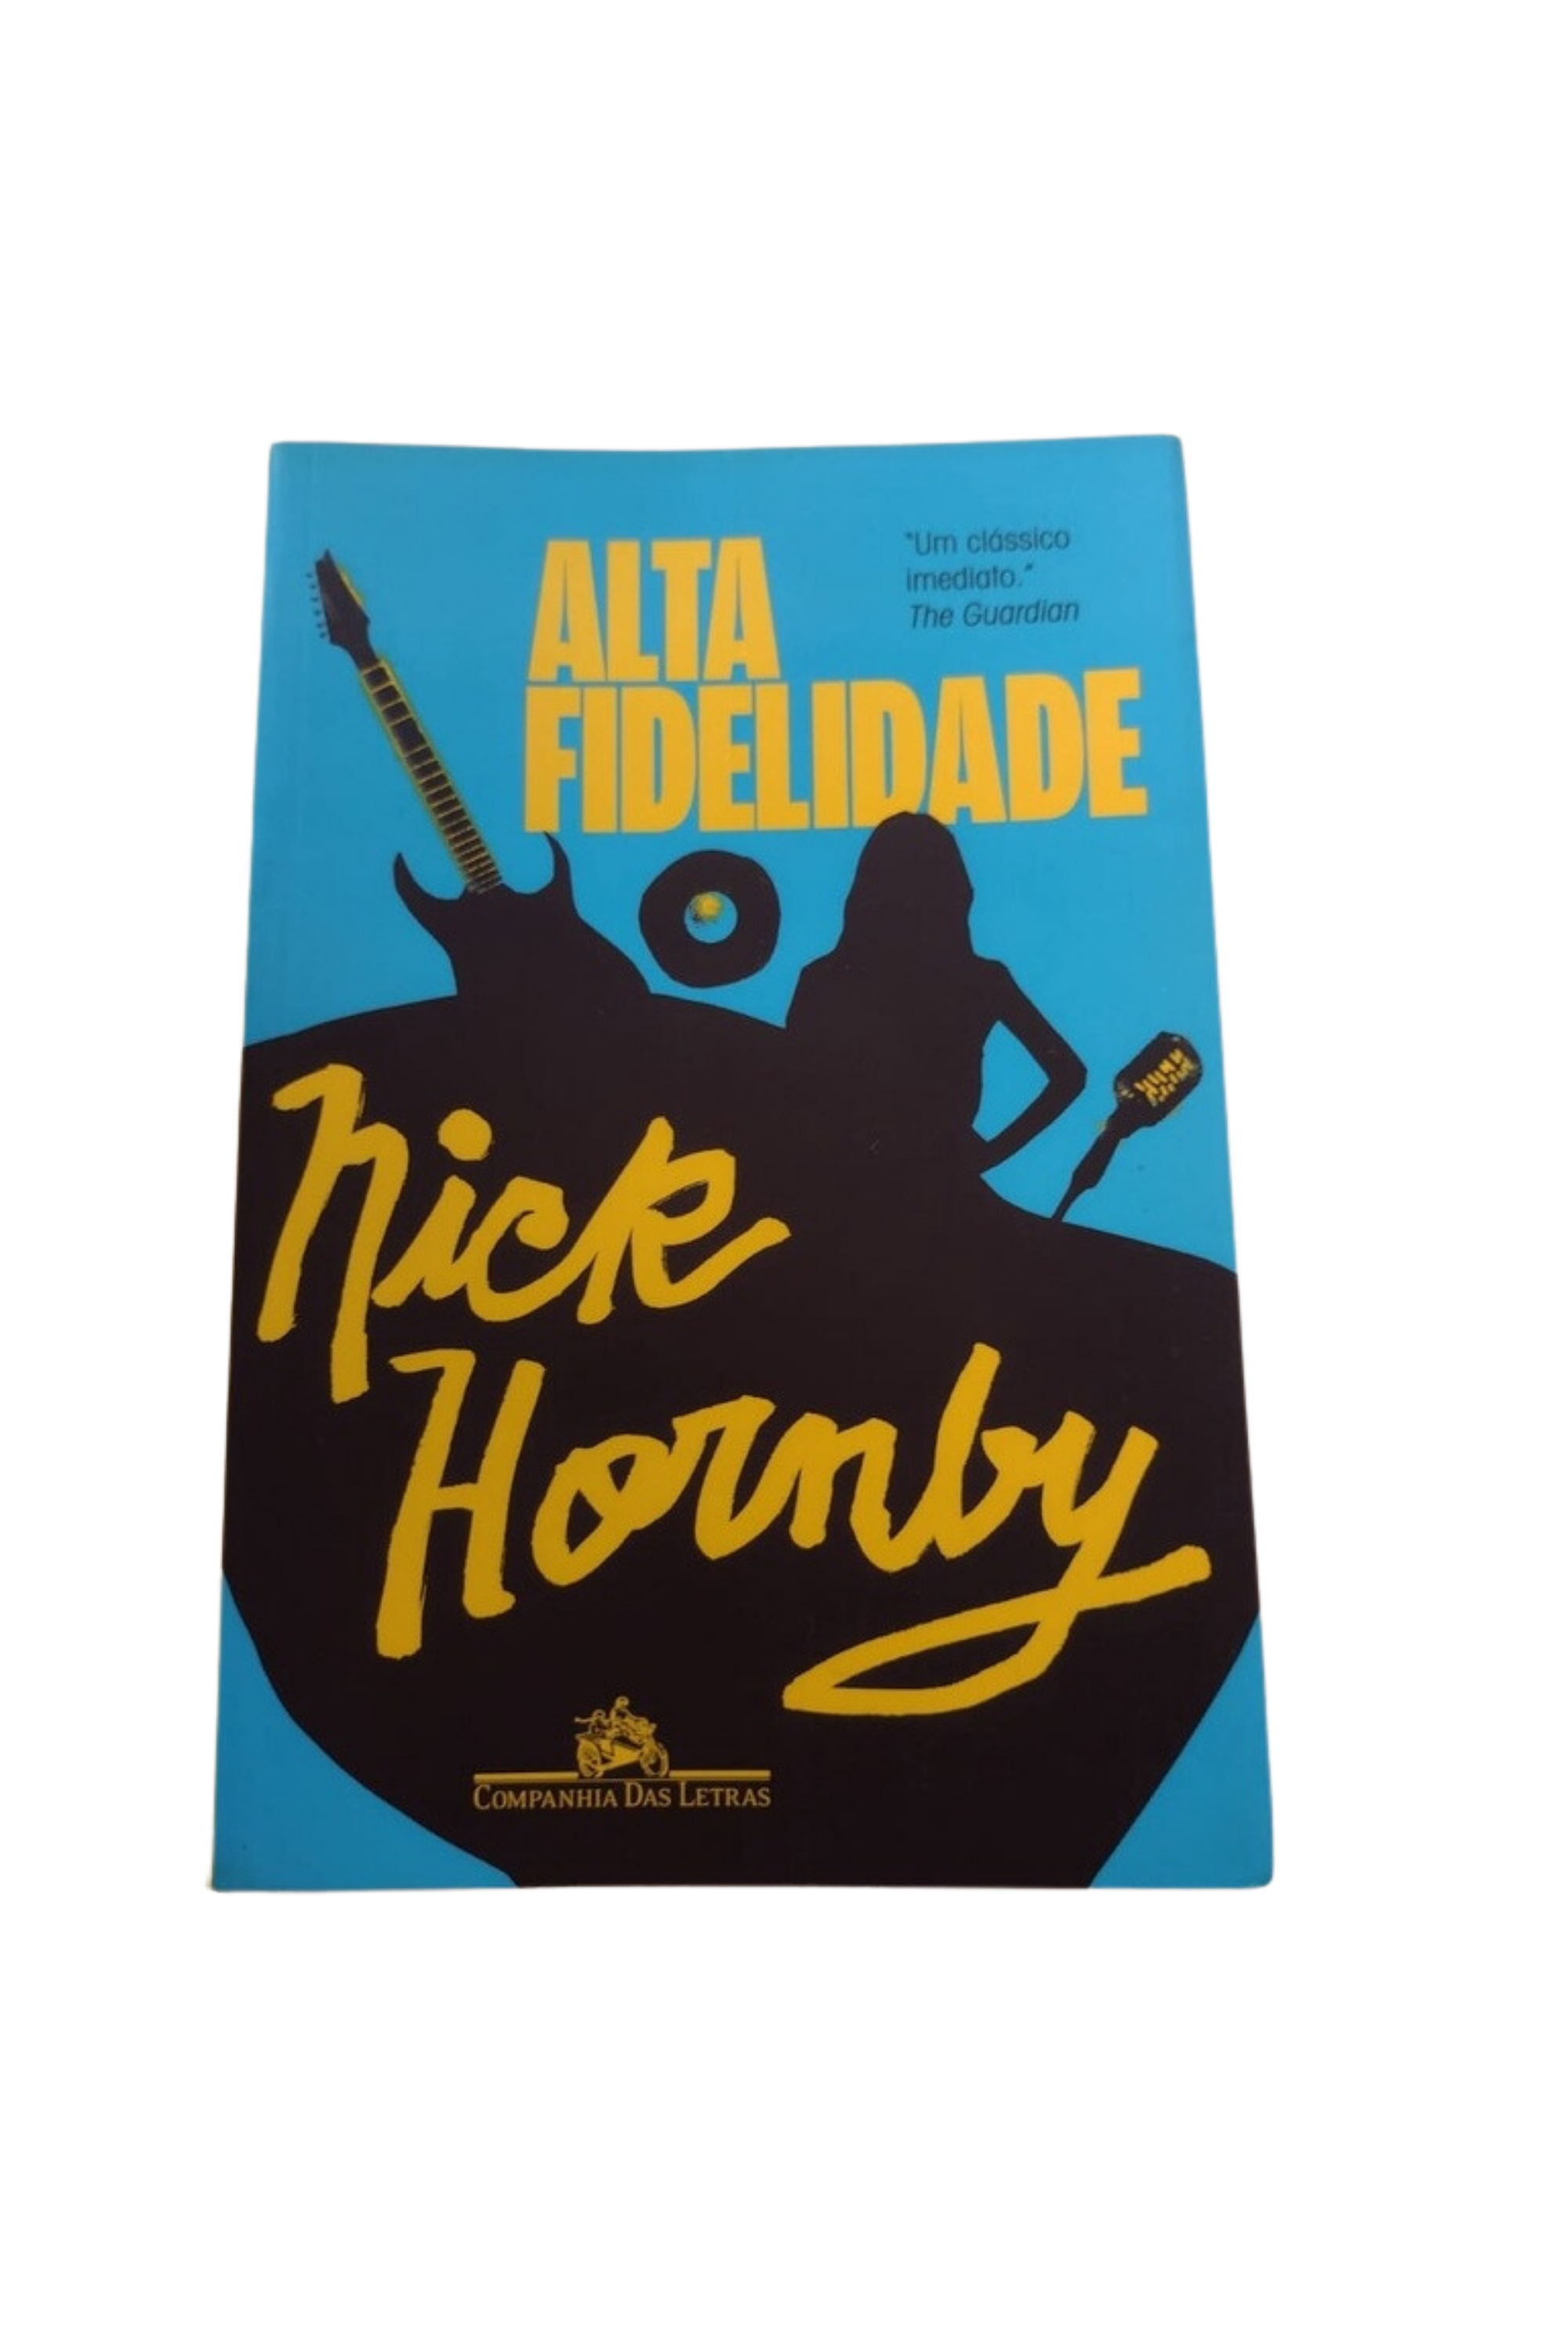 ALTA
"Um clássico
imediato."
The Guardian
FIDELIDADE
Nick
Hornby
COMPANHIA DAS LETRAS